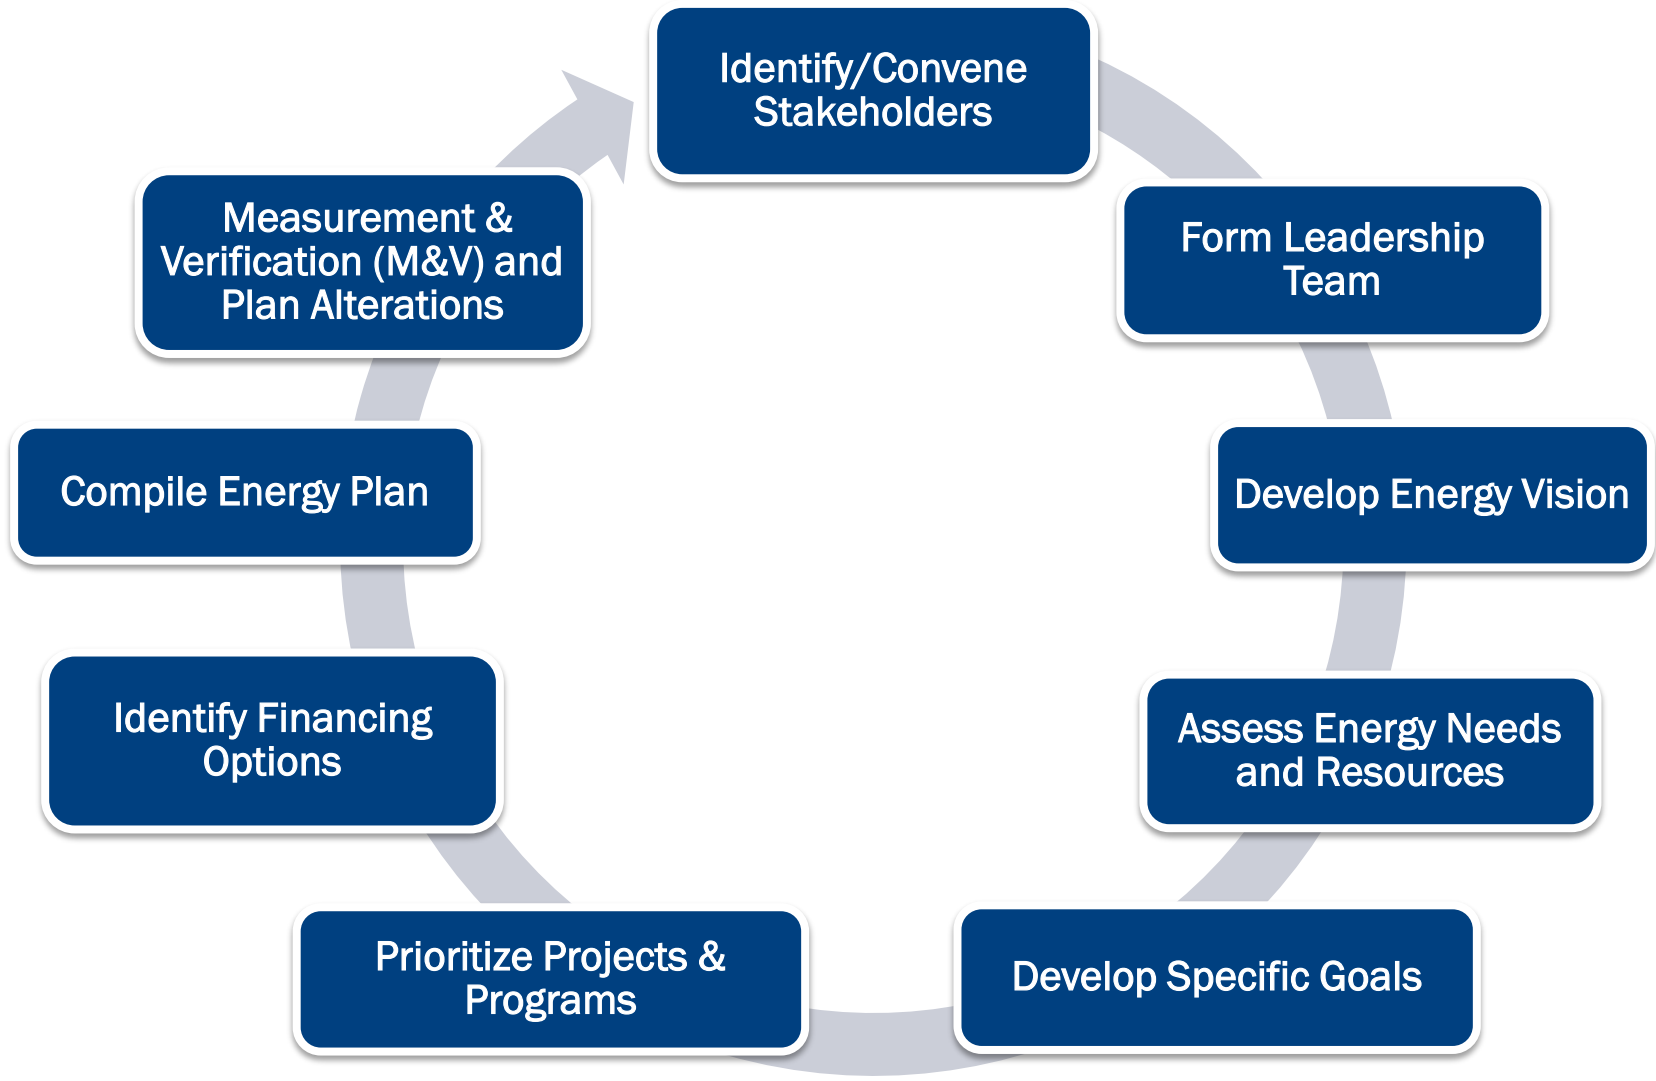 Identify/Convene
Stakeholders
Form Leadership
Team
Develop Energy Vision
Assess Energy Needs
and Resources
Develop Specific Goals
Prioritize Projects &
Programs
Identify Financing
Options
Compile Energy Plan
Measurement &
Verification (M&V) and
Plan Alterations